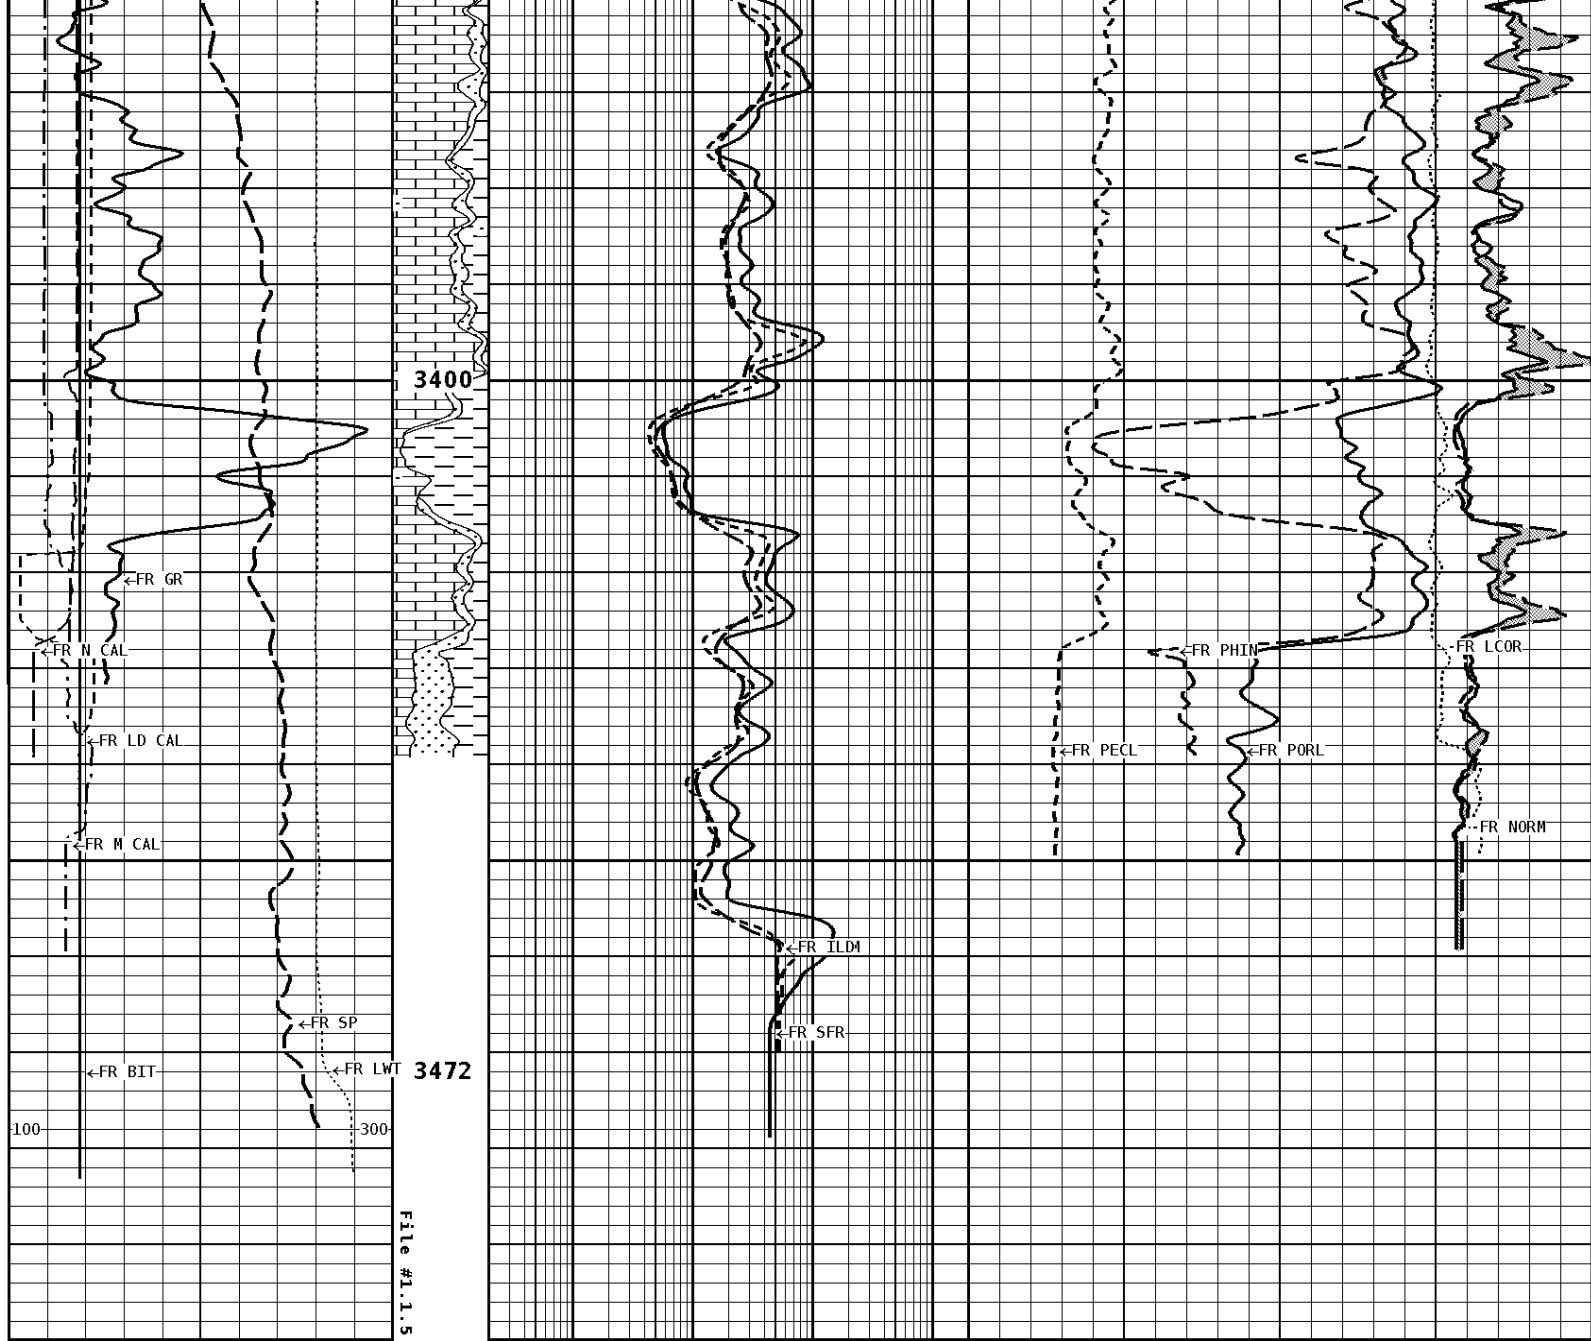 3400
←FR GR
←FR N CAL
←FR PHIN
FR LCOR
←FR LD CAL
←FR PECL
←FR PORL
FR NORM
←FR M CAL
←FR ILDM
←FR SP
←FR SFR
←FR BIT
←FR LWT
3472
100
300
File #1.1.5